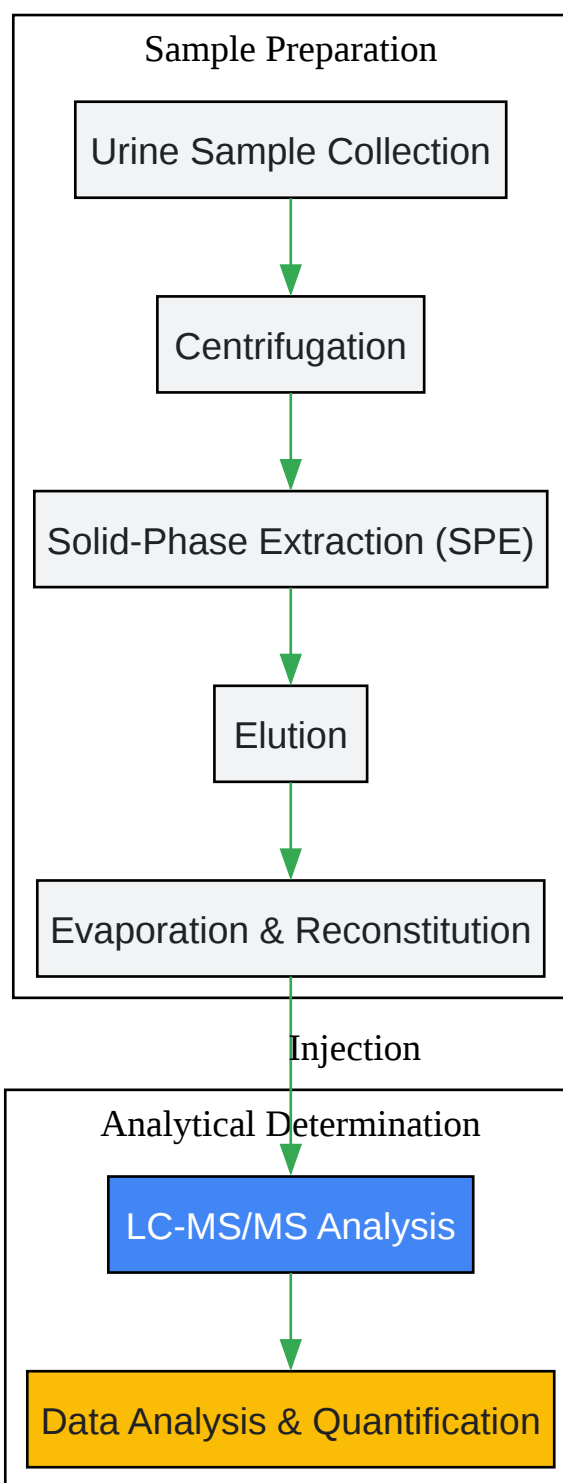 Sample Preparation
Urine Sample Collection
Centrifugation
Solid-Phase Extraction (SPE)
Elution
Evaporation & Reconstitution
Injection
Analytical Determination
LC-MS/MS Analysis
Data Analysis & Quantification